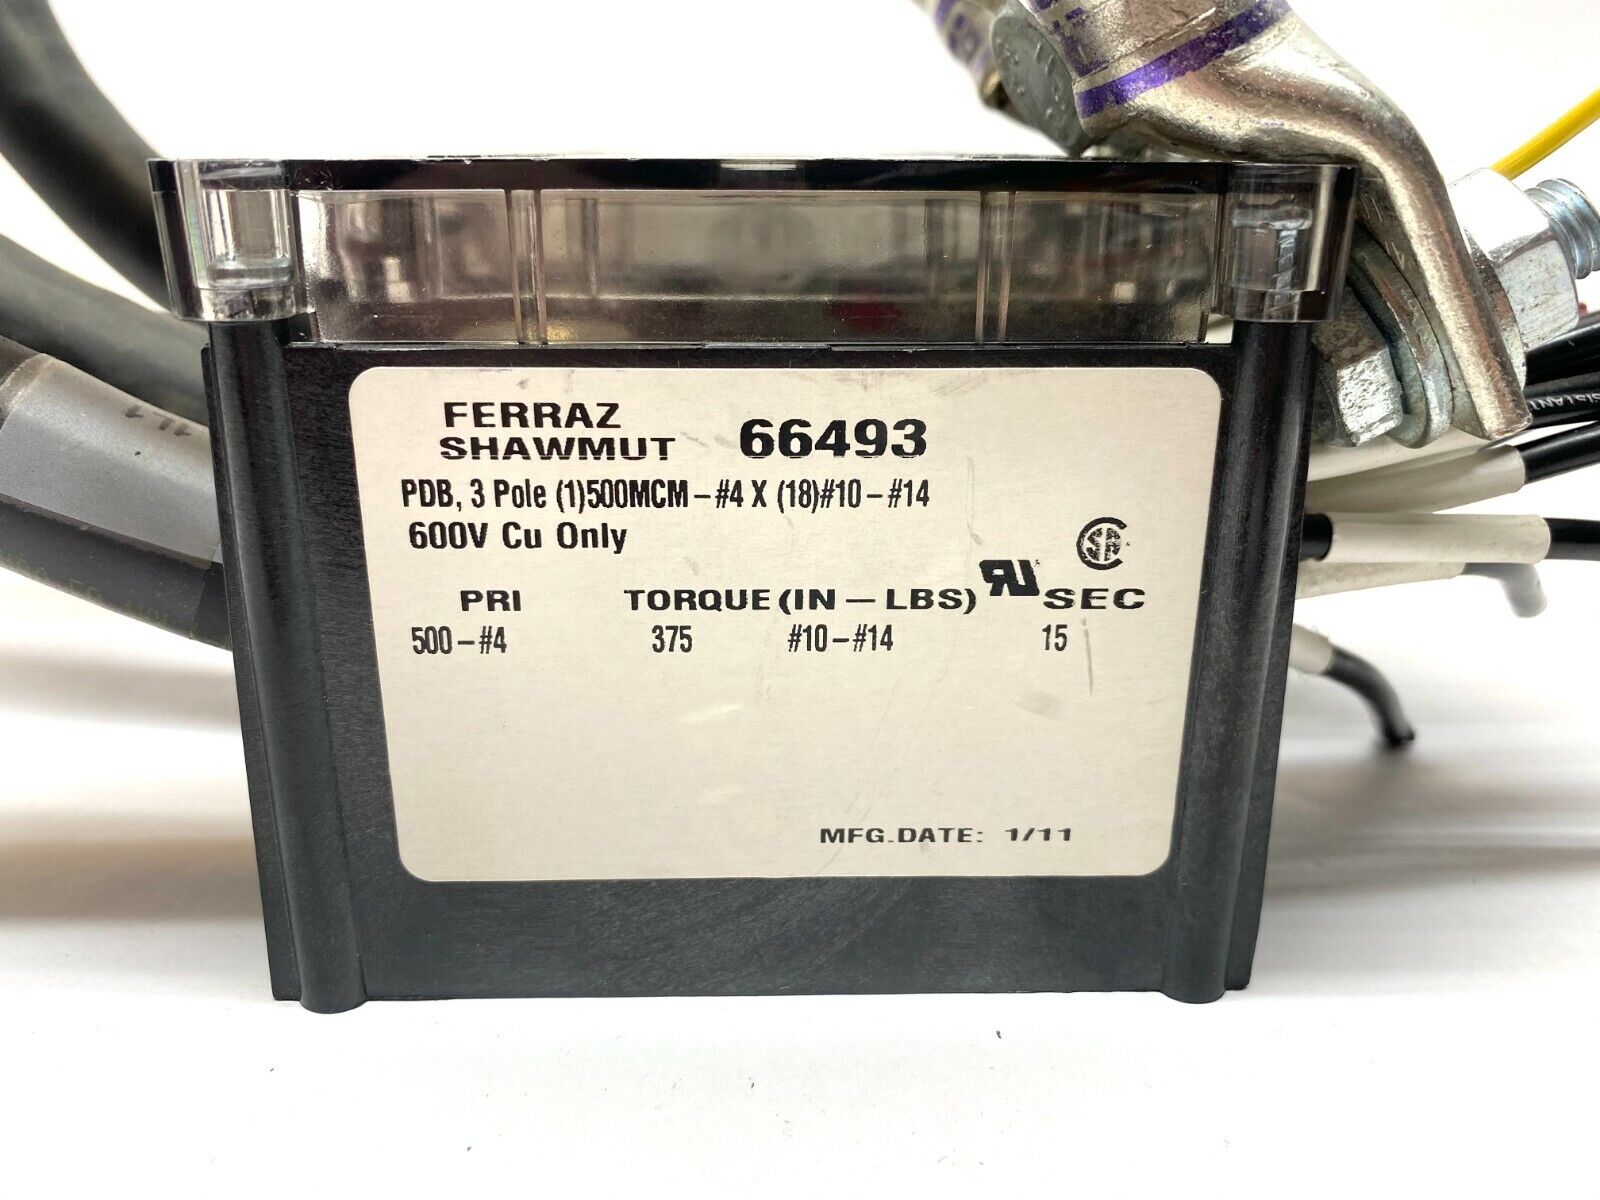 FERRAZ
SHAWMUT 66493
PDB, 3 Pole (1)500MCM-#4 X (18)#10-#14
600V Cu Only
PRI TORQUE (IN-LBS) SEC
500-#4 375 #10-#14 15
MFG.DATE: 1/11